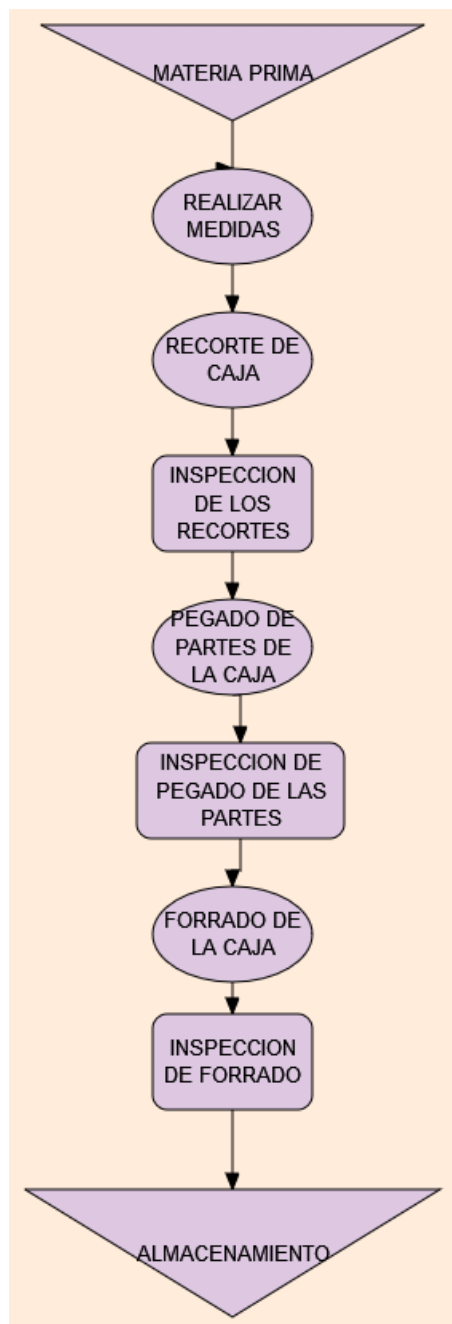 MATERIA PRIMA
REALIZAR
MEDIDAS
RECORTE DE
CAJA
INSPECCION
DE LOS
RECORTES
PEGADO DE
PARTES DE
LA CAJA
INSPECCION DE
PEGADO DE LAS
PARTES
FORRADO DE
LA CAJA
INSPECCION
DE FORRADO
ALMACENAMIENTO